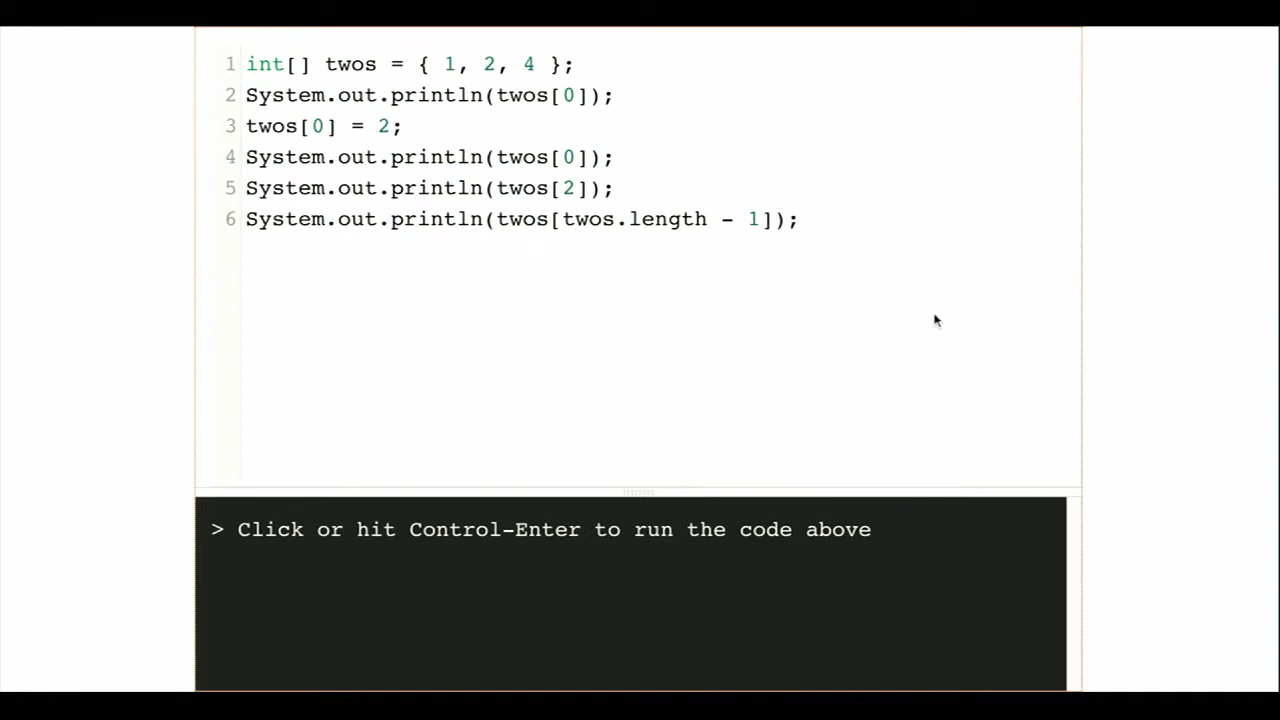 1 int[] twos = { 1, 2, 4 };
2 System.out.println(twos[0]);
3 twos[0] = 2;
4 System.out.println(twos[0]);
5 System.out.println(twos[2]);
6 System.out.println(twos[twos.length - 1]);
> Click or hit Control-Enter to run the code above